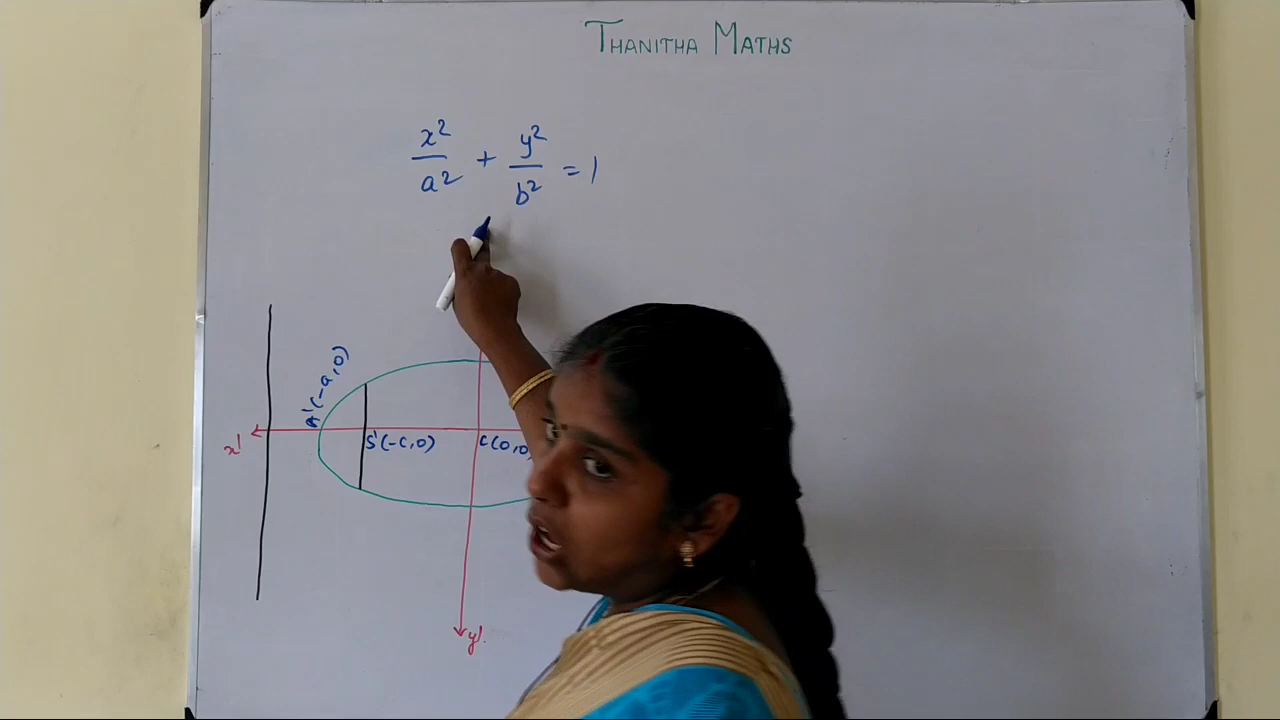 THANITHA MATHS
x²/a² + y²/b² = 1
A'(-a,0)
x'
S'(-c,0)
C(0,0
y'.